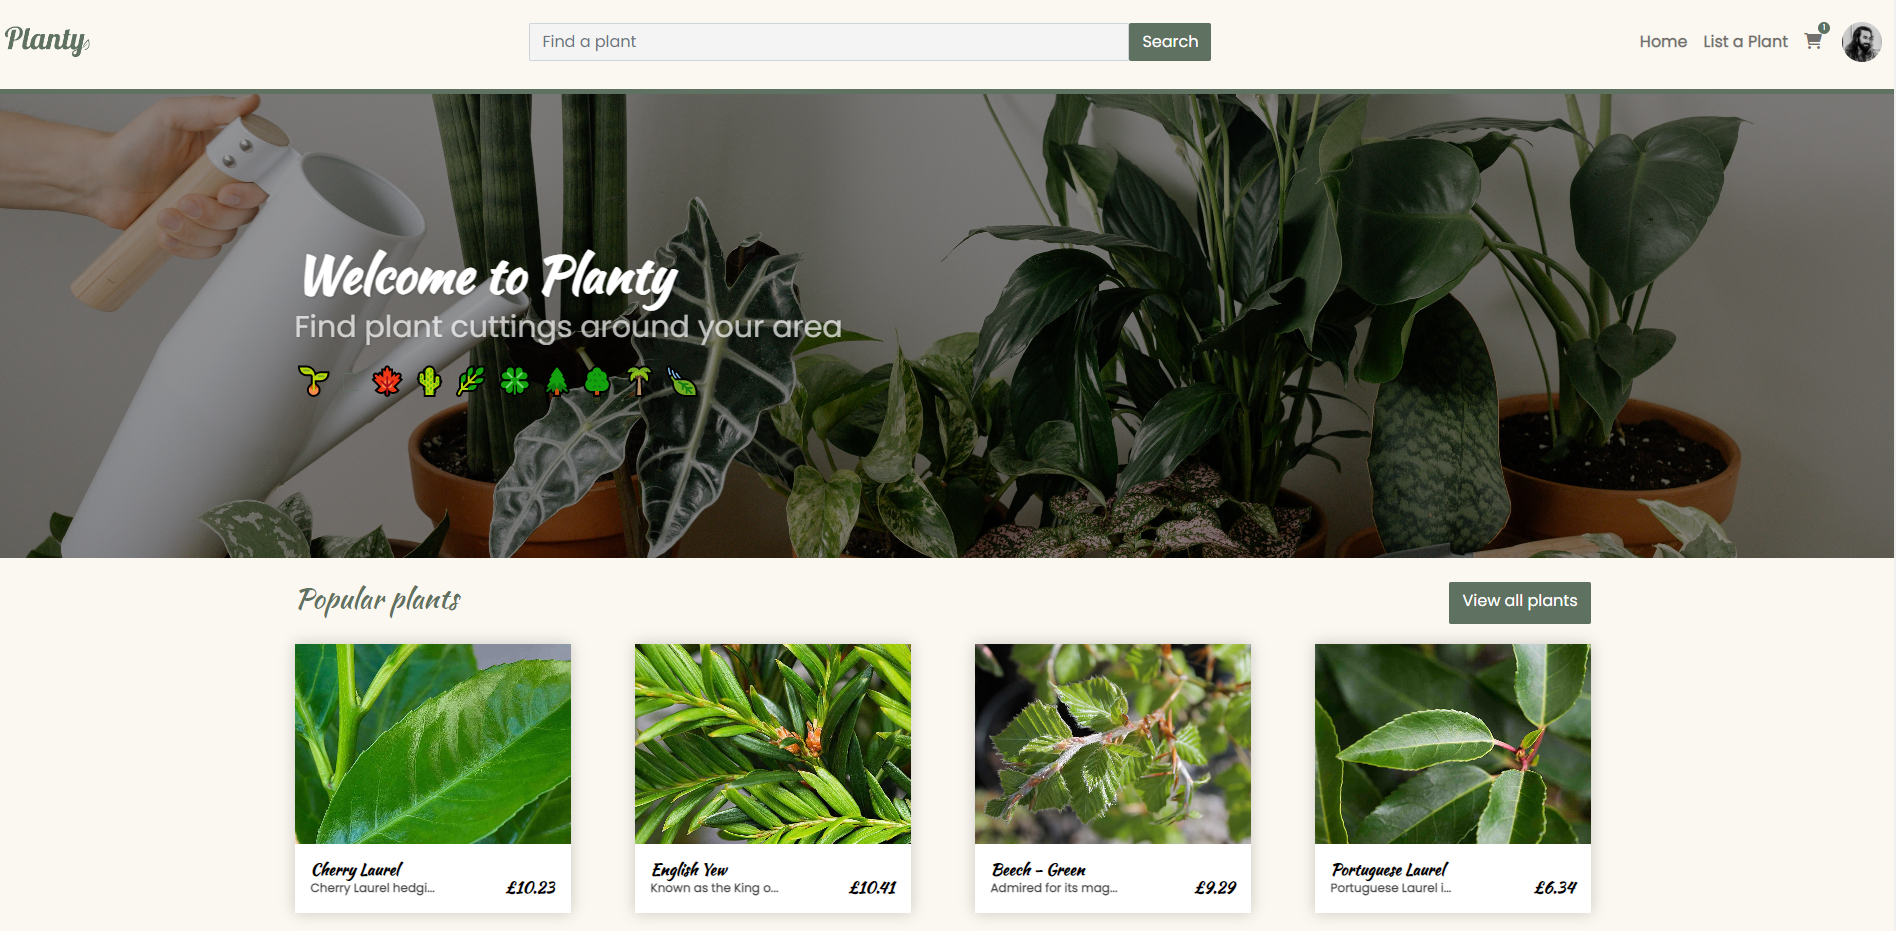 Planty
Find a plant
Search
Home
List a Plant
1
Welcome to Planty
Find plant cuttings around your area
Popular plants
View all plants
Cherry Laurel
Cherry Laurel hedgi...
£10.23
English Yew
Known as the King o...
£10.41
Beech - Green
Admired for its mag...
£9.29
Portuguese Laurel
Portuguese Laurel i...
£6.34